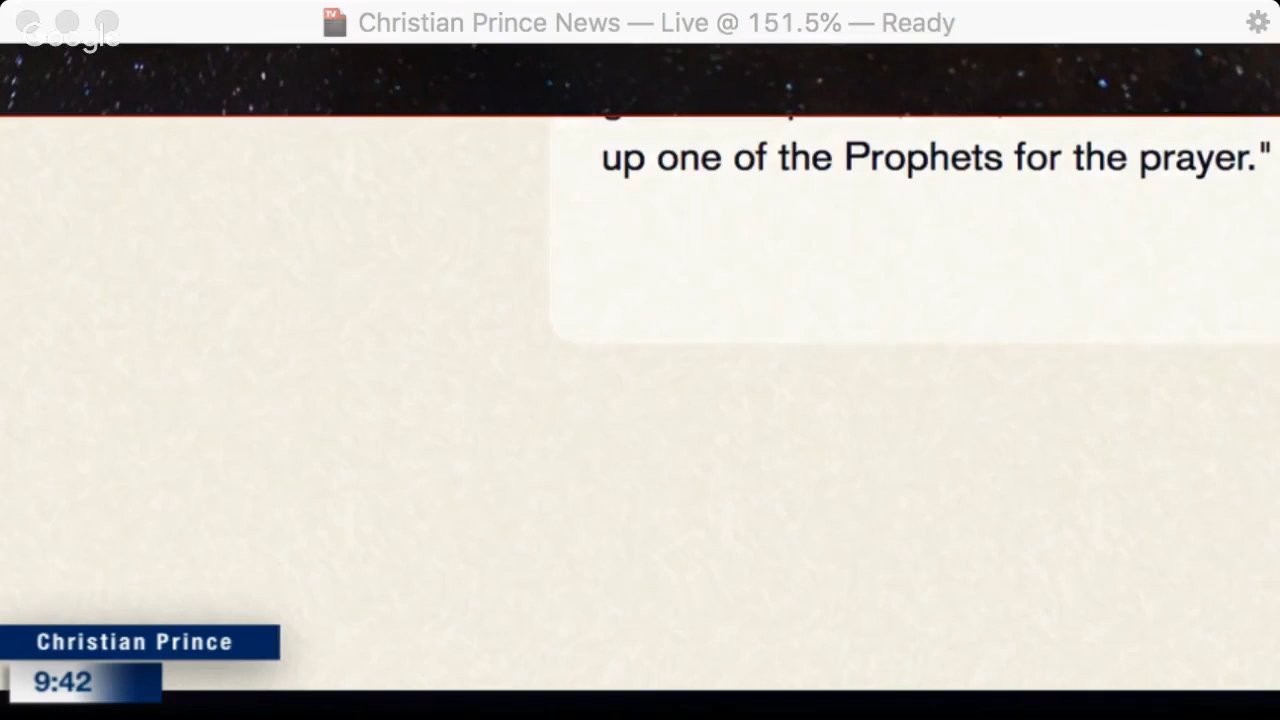 Christian Prince News — Live @ 151.5% — Ready
Google
up one of the Prophets for the prayer."
Christian Prince
9:42